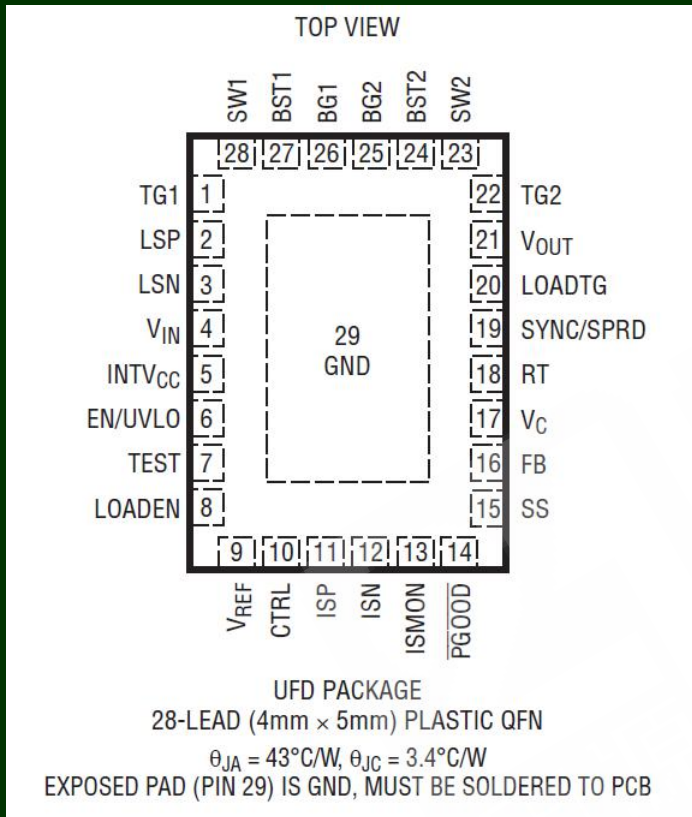 TOP VIEW
SW1 BST1 BG1 BG2 BST2 SW2
28 27 26 25 24 23
TG1 1 22 TG2
LSP 2 21 VOUT
LSN 3 20 LOADTG
VIN 4 19 SYNC/SPRD
29
GND
INTVCC 5 18 RT
EN/UVLO 6 17 VC
TEST 7 16 FB
LOADEN 8 15 SS
9 10 11 12 13 14
VREF CTRL ISP ISN ISMON PGOOD
UFD PACKAGE
28-LEAD (4mm × 5mm) PLASTIC QFN
θJA = 43°C/W, θJC = 3.4°C/W
EXPOSED PAD (PIN 29) IS GND, MUST BE SOLDERED TO PCB